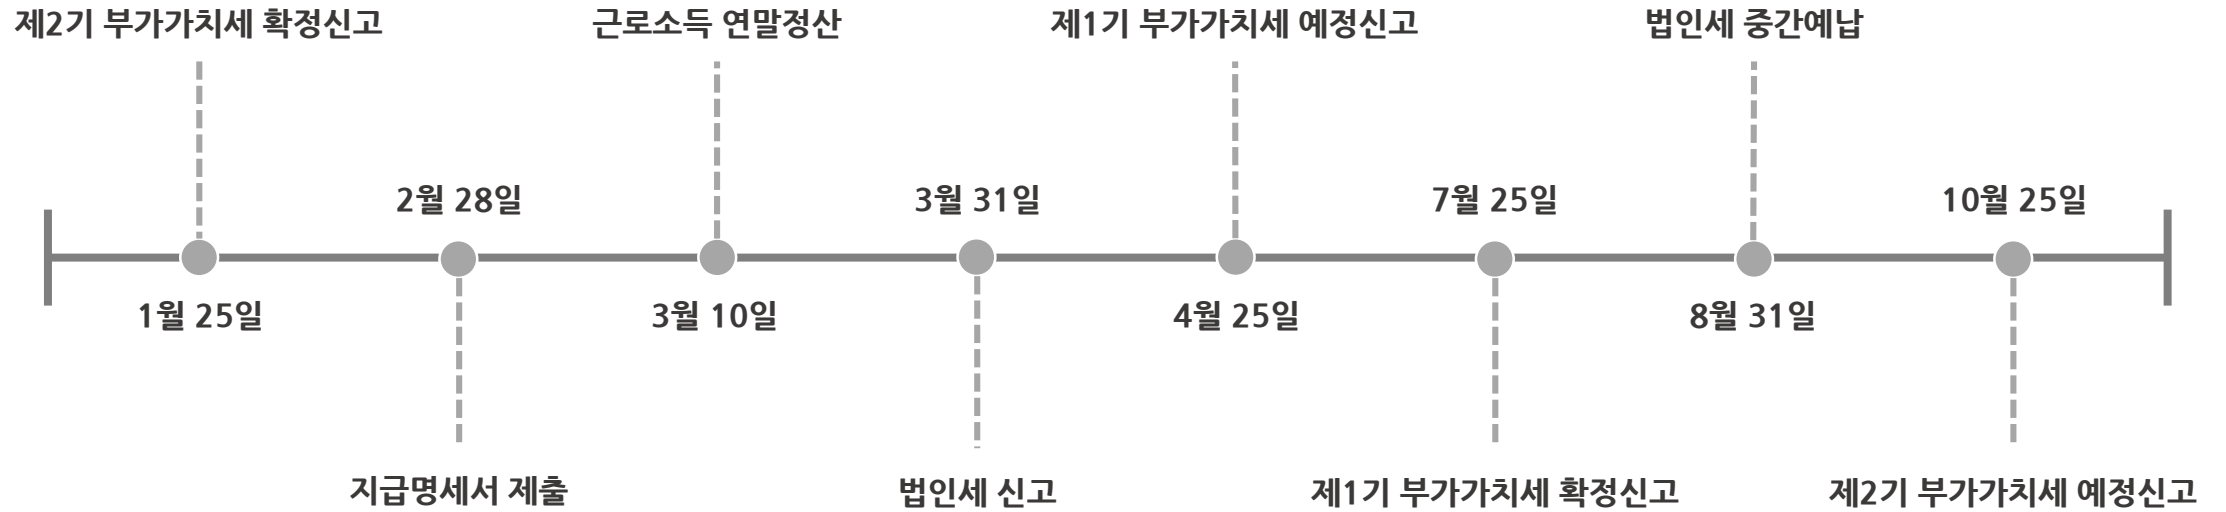 제2기 부가가치세 확정신고
근로소득 연말정산
제1기 부가가치세 예정신고
법인세 중간예납
2월 28일
3월 31일
7월 25일
10월 25일
1월 25일
3월 10일
4월 25일
8월 31일
지급명세서 제출
법인세 신고
제1기 부가가치세 확정신고
제2기 부가가치세 예정신고